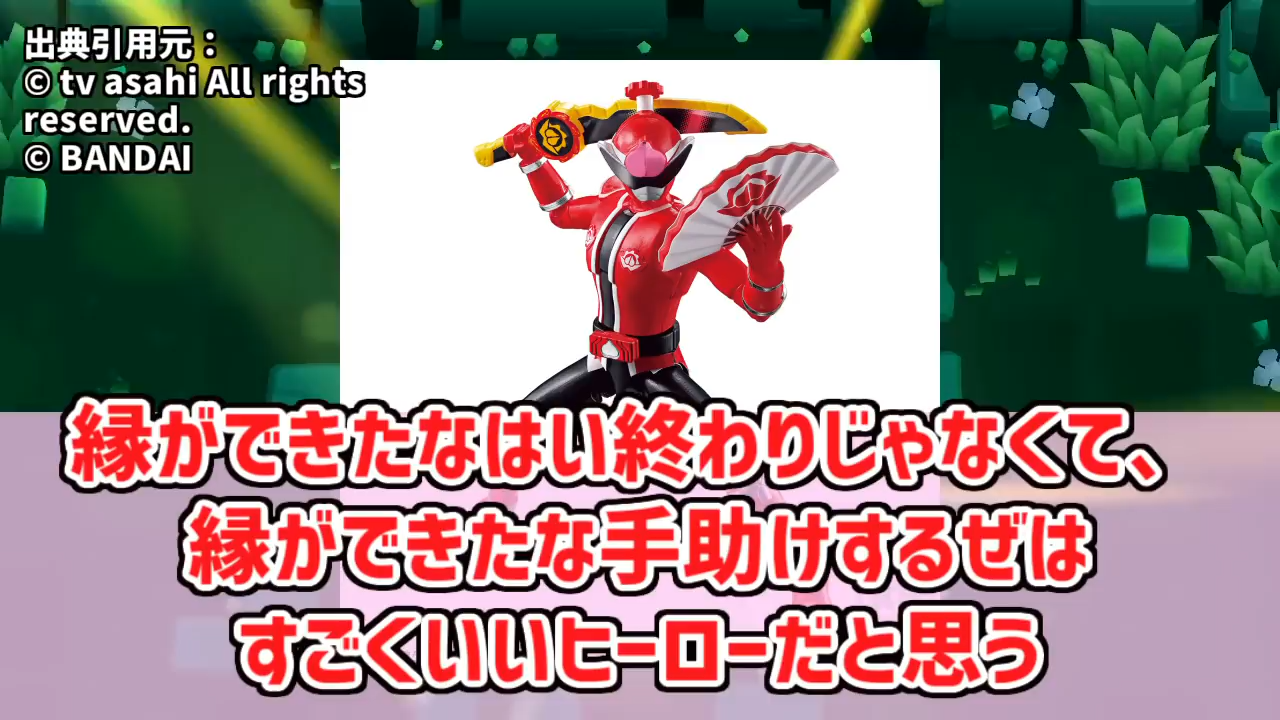 出典引用元：
© tv asahi All rights
reserved.
© BANDAI
縁ができたなはい終わりじゃなくて、
縁ができたな手助けするぜは
すごくいいヒーローだと思う